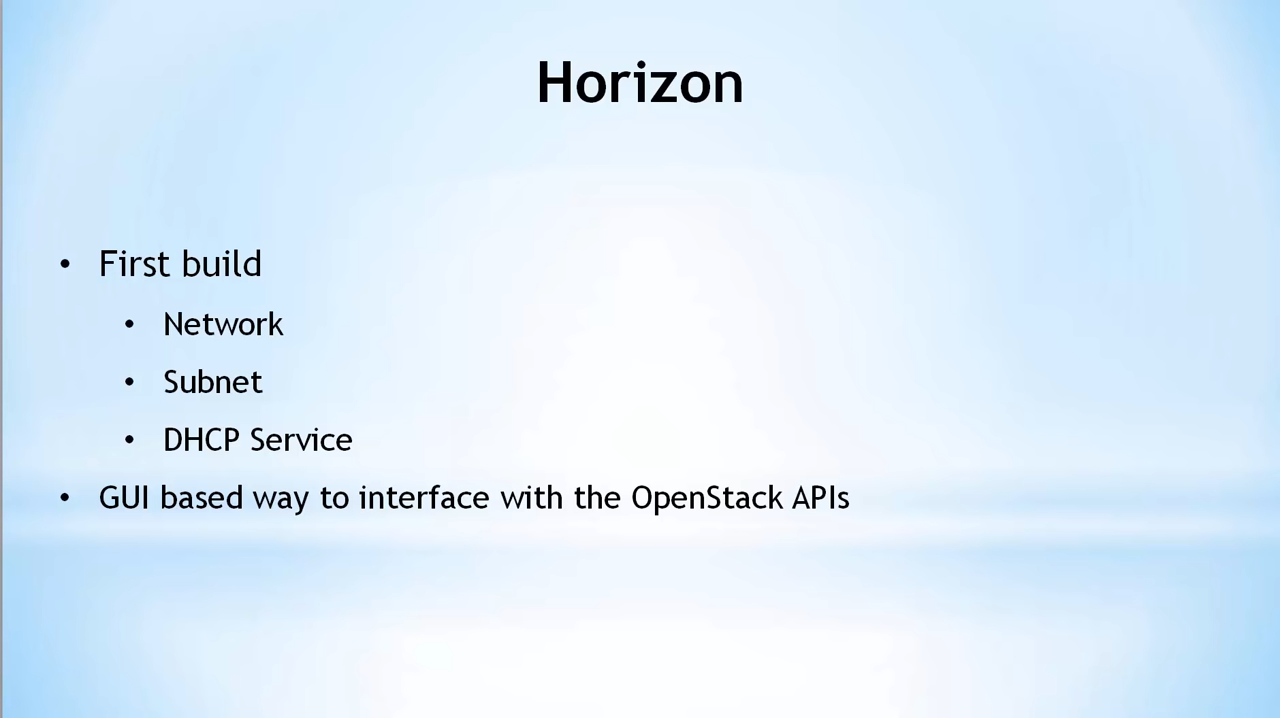 Horizon
• First build
• Network
• Subnet
• DHCP Service
• GUI based way to interface with the OpenStack APIs